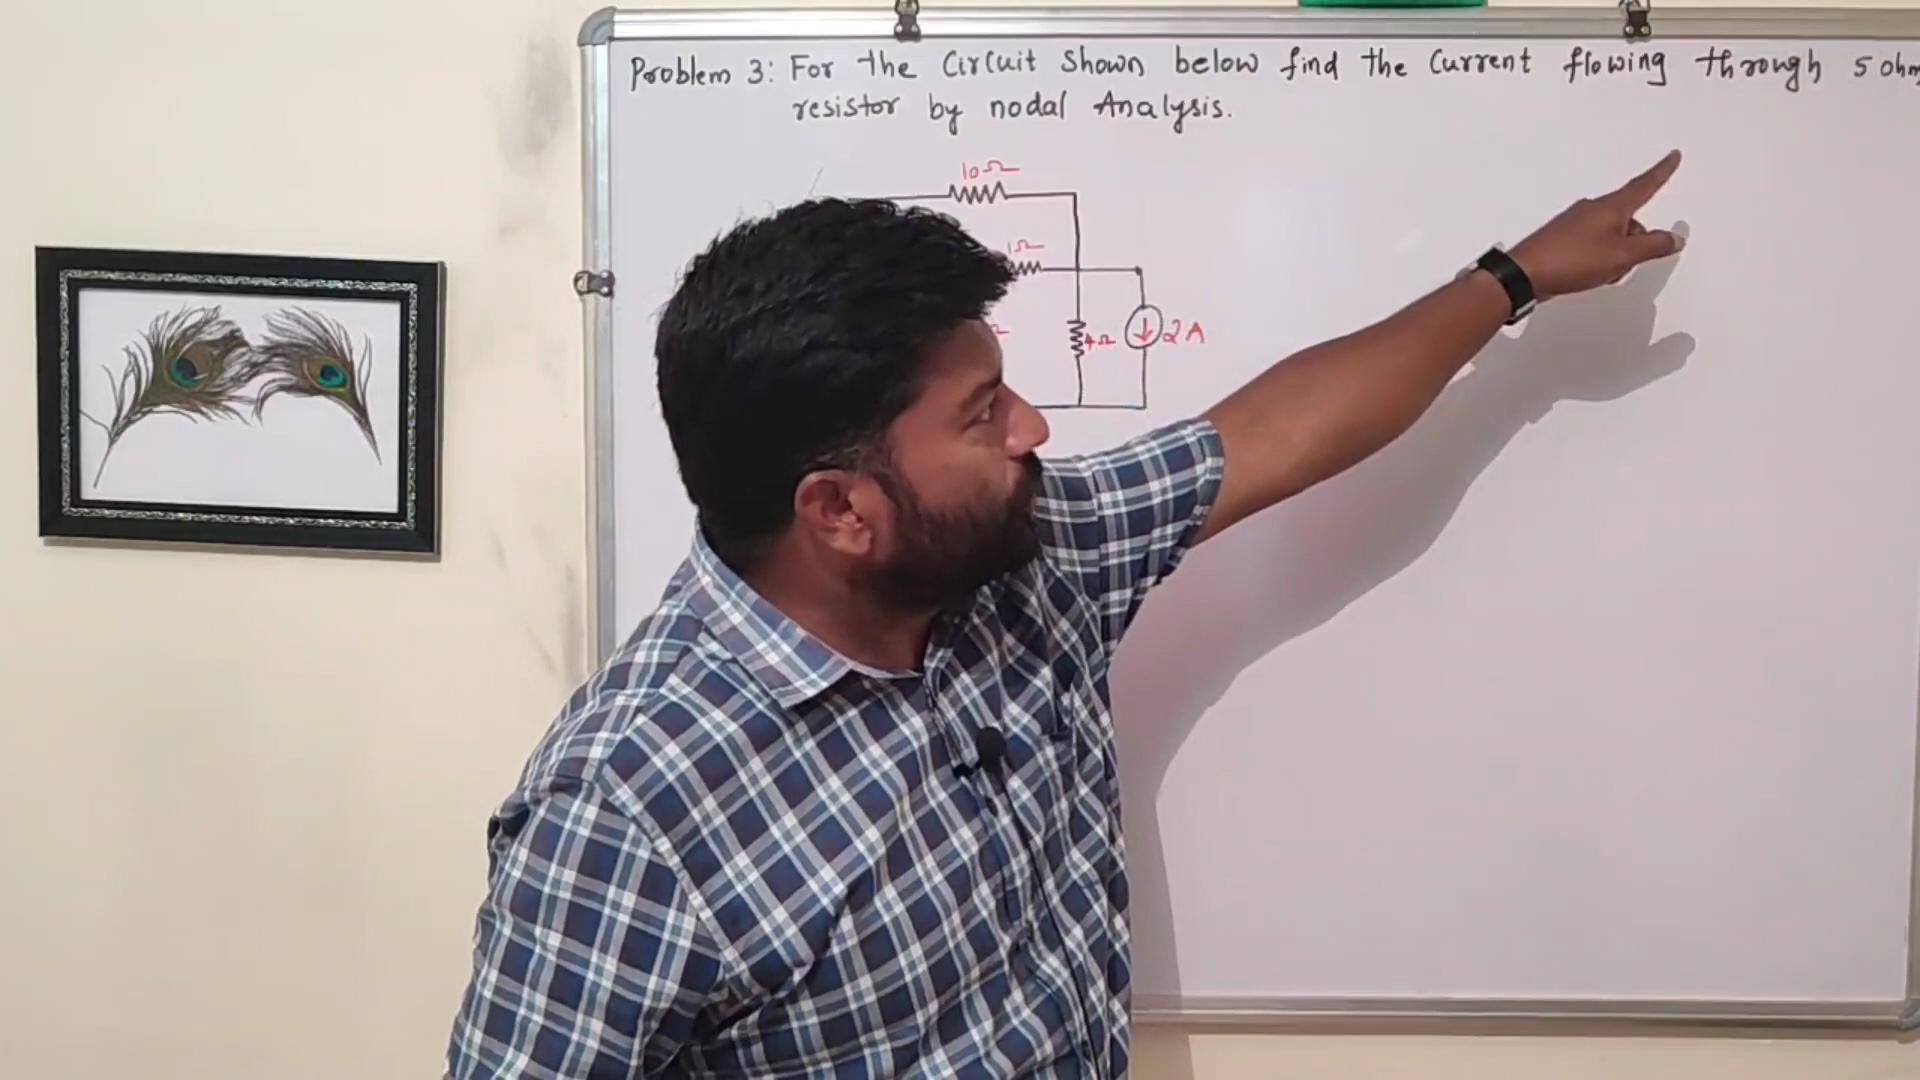 Problem 3: For the Circuit Shown below find the Current flowing through 5 ohm
resistor by nodal Analysis.
10Ω
1Ω
Ω
4Ω
2A